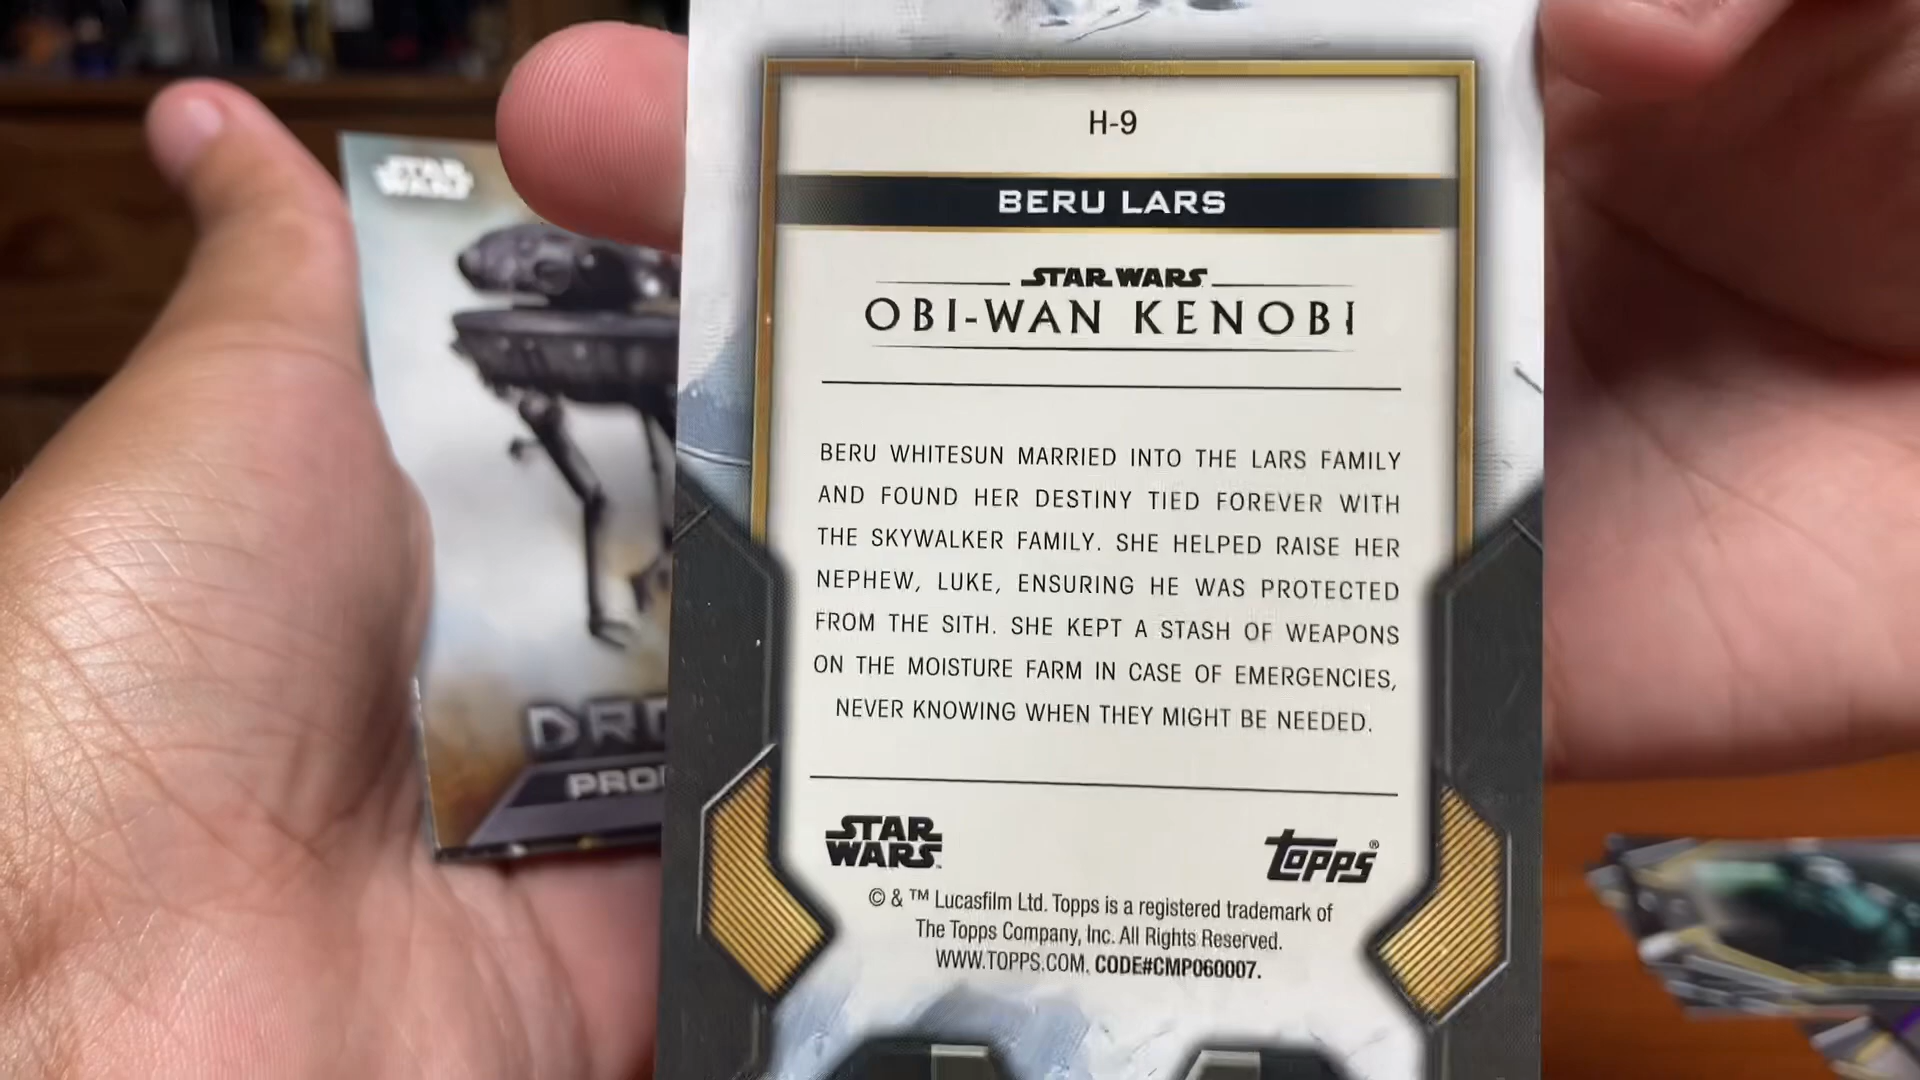 STAR
WARS
DRO
PRO
H-9
BERU LARS
STAR WARS
OBI-WAN KENOBI
BERU WHITESUN MARRIED INTO THE LARS FAMILY
AND FOUND HER DESTINY TIED FOREVER WITH
THE SKYWALKER FAMILY. SHE HELPED RAISE HER
NEPHEW, LUKE, ENSURING HE WAS PROTECTED
FROM THE SITH. SHE KEPT A STASH OF WEAPONS
ON THE MOISTURE FARM IN CASE OF EMERGENCIES,
NEVER KNOWING WHEN THEY MIGHT BE NEEDED.
STAR
WARS™
Topps®
© & ™ Lucasfilm Ltd. Topps is a registered trademark of
The Topps Company, Inc. All Rights Reserved.
WWW.TOPPS.COM. CODE#CMP060007.